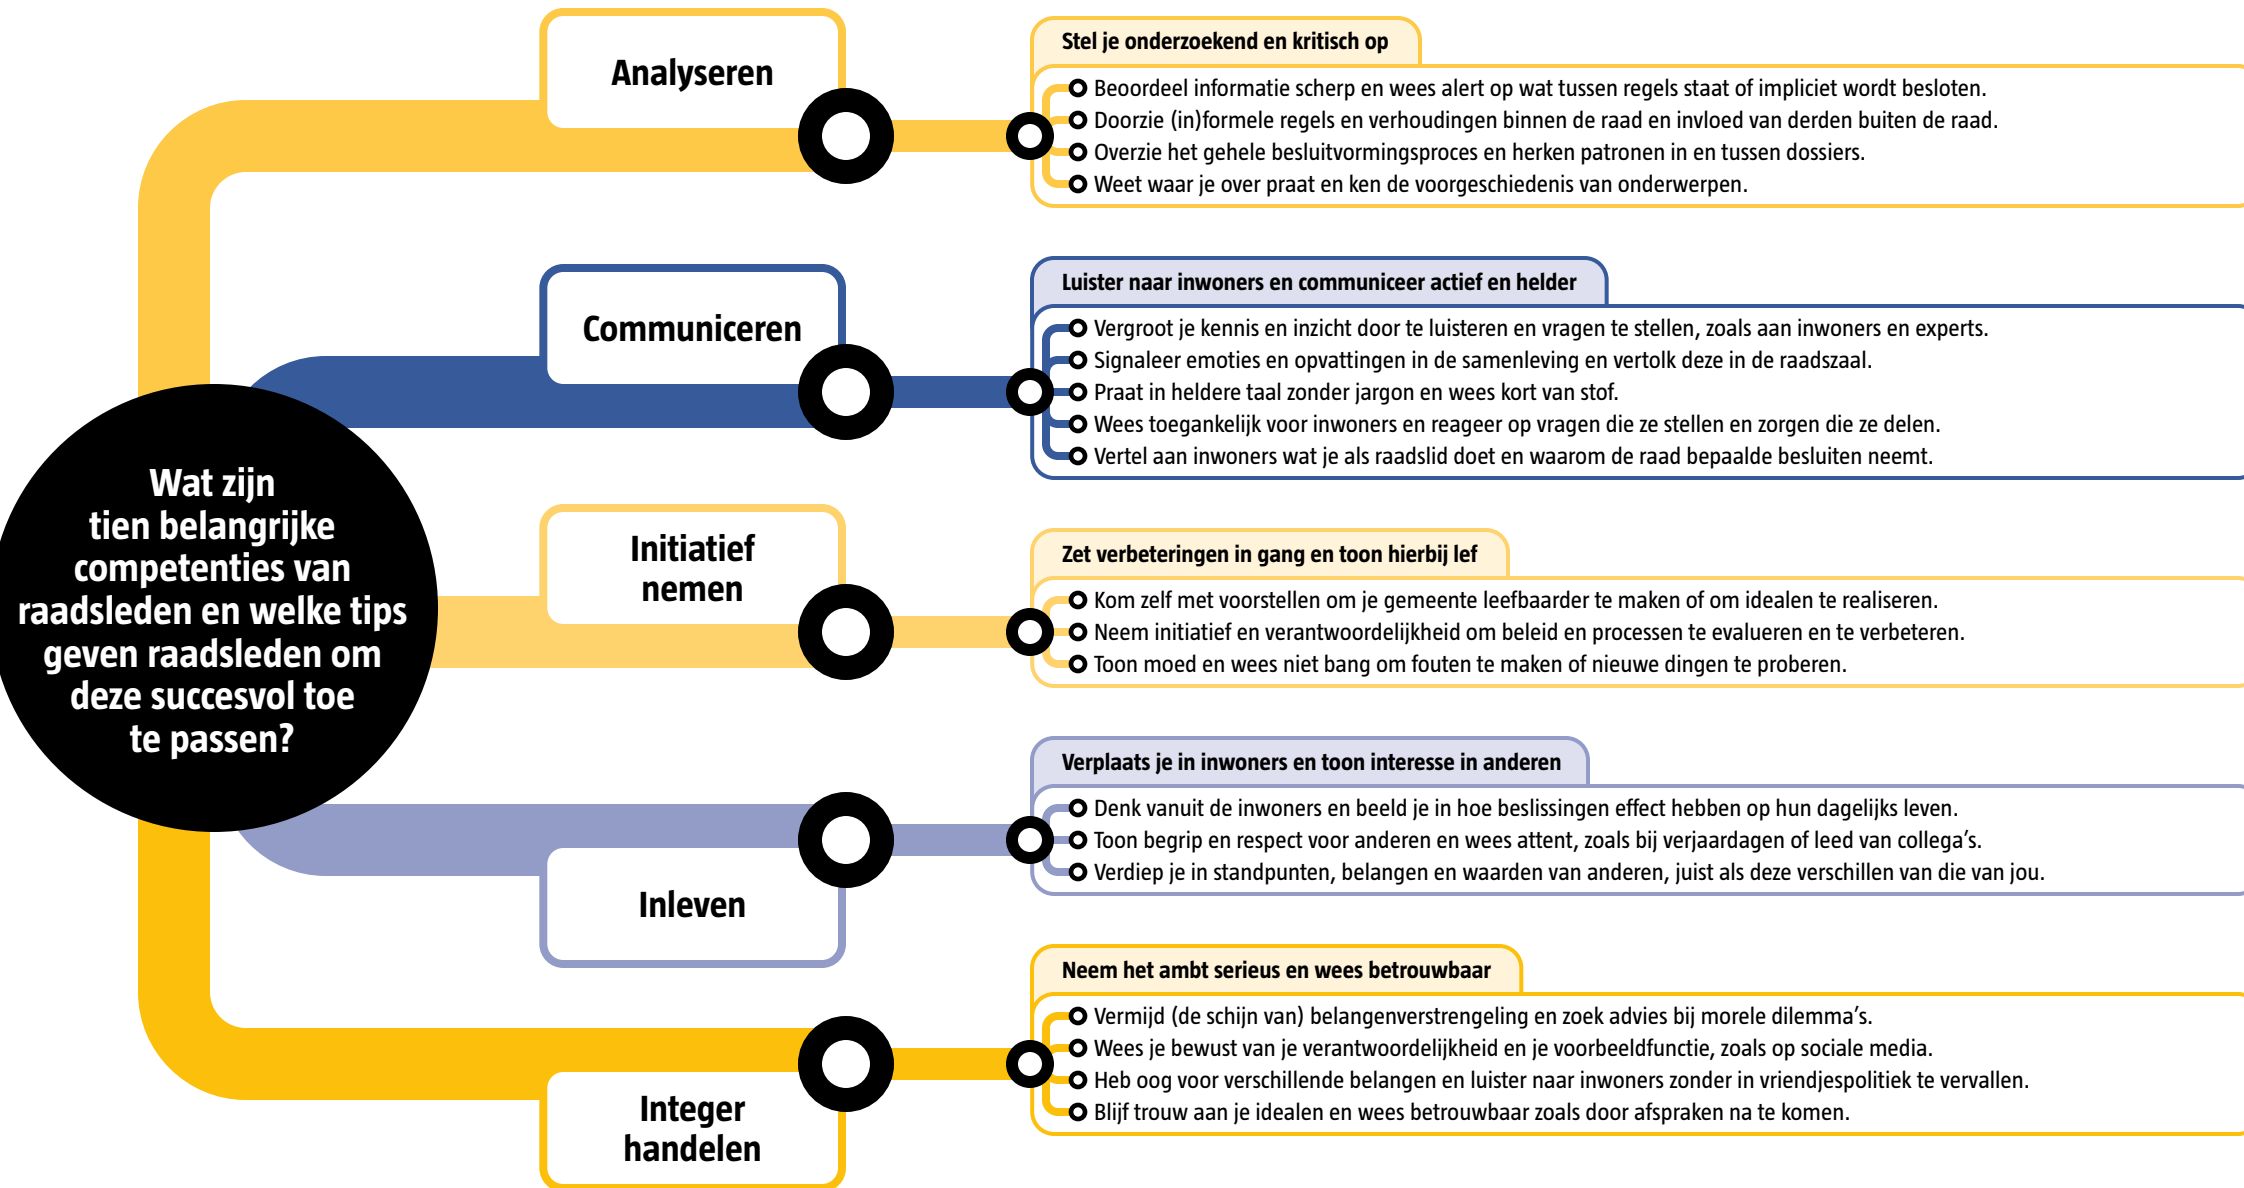 Wat zijn
tien belangrijke
competenties van
raadsleden en welke tips
geven raadsleden om
deze succesvol toe
te passen?
Analyseren
Stel je onderzoekend en kritisch op
Beoordeel informatie scherp en wees alert op wat tussen regels staat of impliciet wordt besloten.
Doorzie (in)formele regels en verhoudingen binnen de raad en invloed van derden buiten de raad.
Overzie het gehele besluitvormingsproces en herken patronen in en tussen dossiers.
Weet waar je over praat en ken de voorgeschiedenis van onderwerpen.
Communiceren
Luister naar inwoners en communiceer actief en helder
Vergroot je kennis en inzicht door te luisteren en vragen te stellen, zoals aan inwoners en experts.
Signaleer emoties en opvattingen in de samenleving en vertolk deze in de raadszaal.
Praat in heldere taal zonder jargon en wees kort van stof.
Wees toegankelijk voor inwoners en reageer op vragen die ze stellen en zorgen die ze delen.
Vertel aan inwoners wat je als raadslid doet en waarom de raad bepaalde besluiten neemt.
Initiatief
nemen
Zet verbeteringen in gang en toon hierbij lef
Kom zelf met voorstellen om je gemeente leefbaarder te maken of om idealen te realiseren.
Neem initiatief en verantwoordelijkheid om beleid en processen te evalueren en te verbeteren.
Toon moed en wees niet bang om fouten te maken of nieuwe dingen te proberen.
Inleven
Verplaats je in inwoners en toon interesse in anderen
Denk vanuit de inwoners en beeld je in hoe beslissingen effect hebben op hun dagelijks leven.
Toon begrip en respect voor anderen en wees attent, zoals bij verjaardagen of leed van collega’s.
Verdiep je in standpunten, belangen en waarden van anderen, juist als deze verschillen van die van jou.
Integer
handelen
Neem het ambt serieus en wees betrouwbaar
Vermijd (de schijn van) belangenverstrengeling en zoek advies bij morele dilemma’s.
Wees je bewust van je verantwoordelijkheid en je voorbeeldfunctie, zoals op sociale media.
Heb oog voor verschillende belangen en luister naar inwoners zonder in vriendjespolitiek te vervallen.
Blijf trouw aan je idealen en wees betrouwbaar zoals door afspraken na te komen.